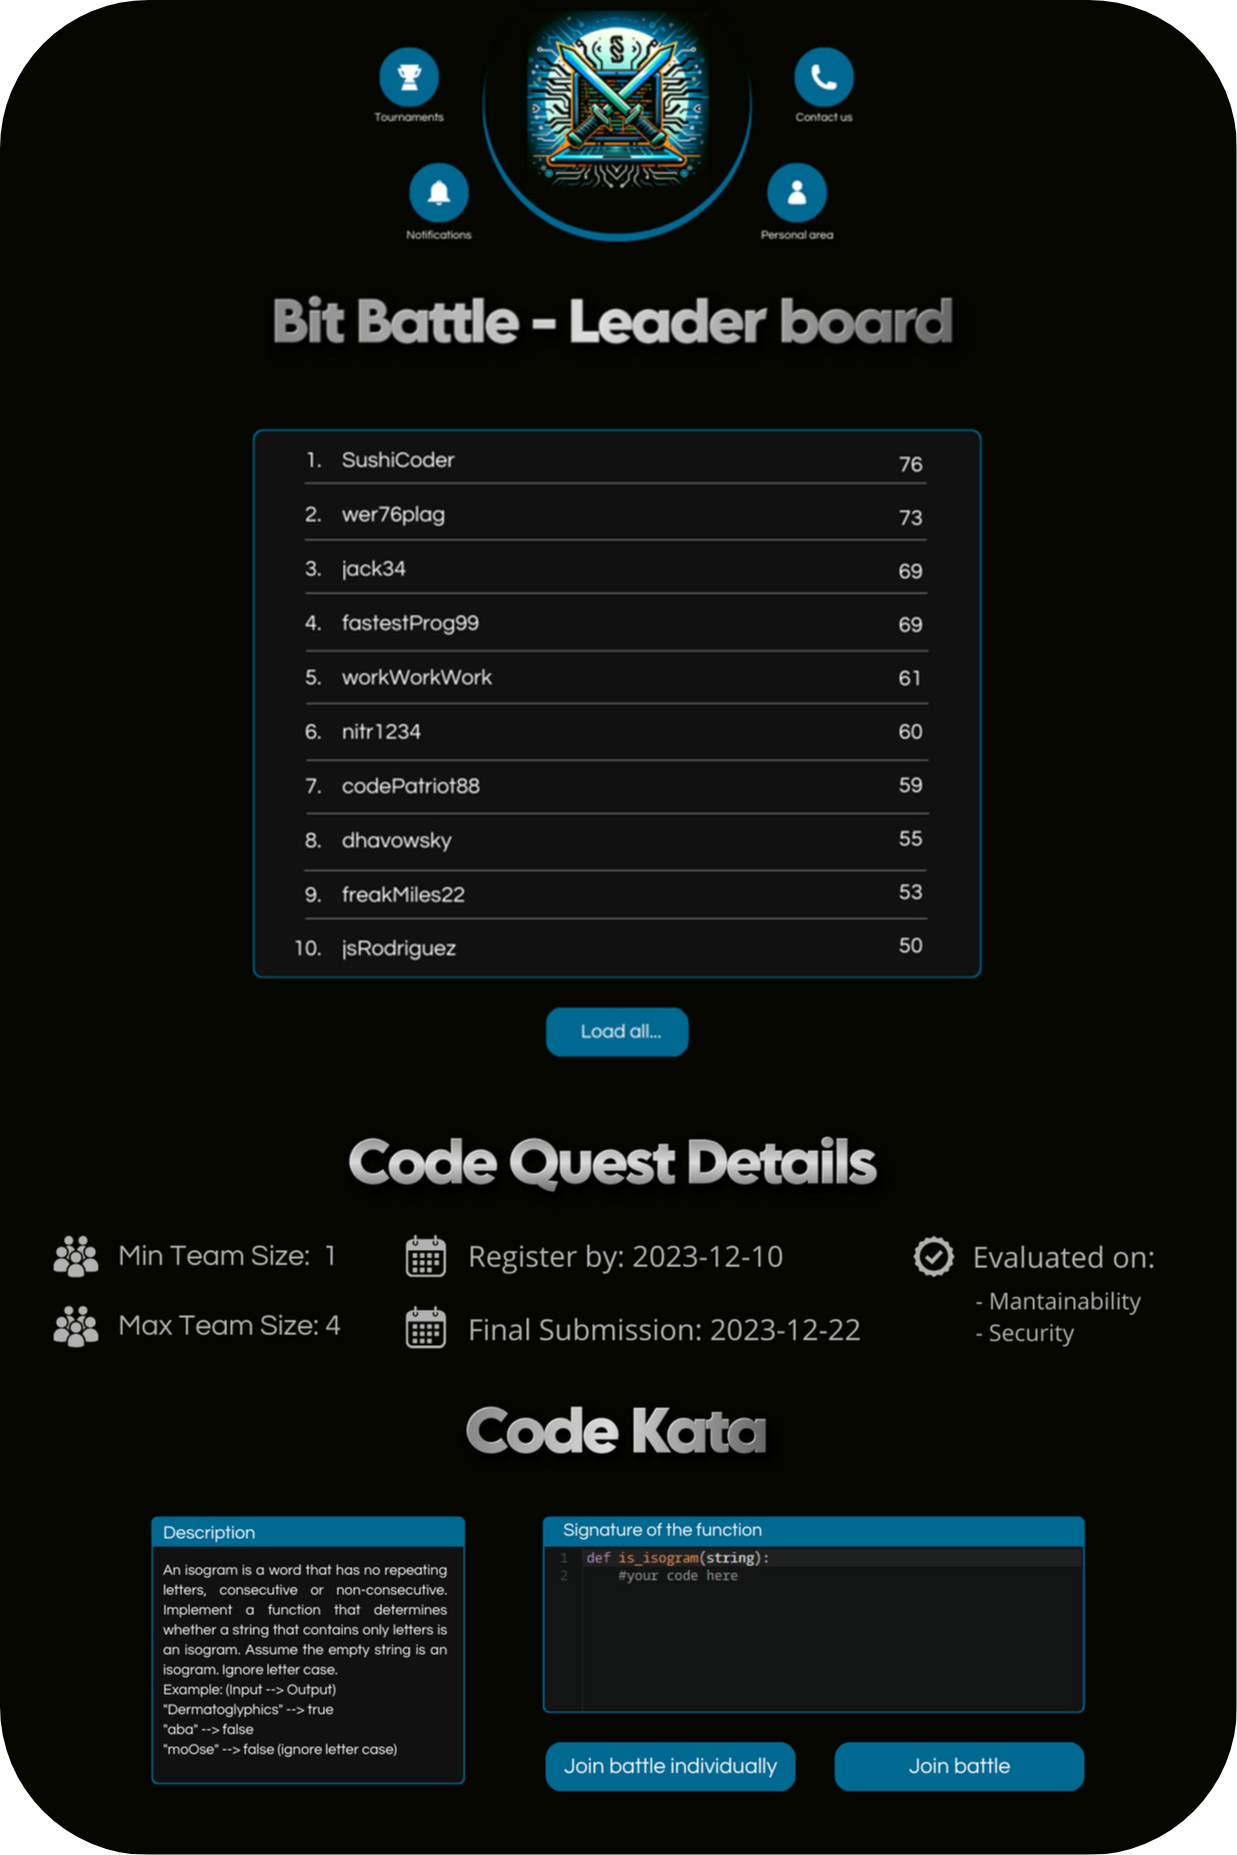 Tournaments
Contact us
Notifications
Personal area
Bit Battle - Leader board
1. SushiCoder 76
2. wer76plag 73
3. jack34 69
4. fastestProg99 69
5. workWorkWork 61
6. nitr1234 60
7. codePatriot88 59
8. dhavowsky 55
9. freakMiles22 53
10. jsRodriguez 50
Load all...
Code Quest Details
Min Team Size: 1
Max Team Size: 4
Register by: 2023-12-10
Final Submission: 2023-12-22
Evaluated on:
- Mantainability
- Security
Code Kata
Description
An isogram is a word that has no repeating
letters, consecutive or non-consecutive.
Implement a function that determines
whether a string that contains only letters is
an isogram. Assume the empty string is an
isogram. Ignore letter case.
Example: (Input --> Output)
"Dermatoglyphics" --> true
"aba" --> false
"moOse" --> false (ignore letter case)
Signature of the function
1 def is_isogram(string):
2 #your code here
Join battle individually
Join battle